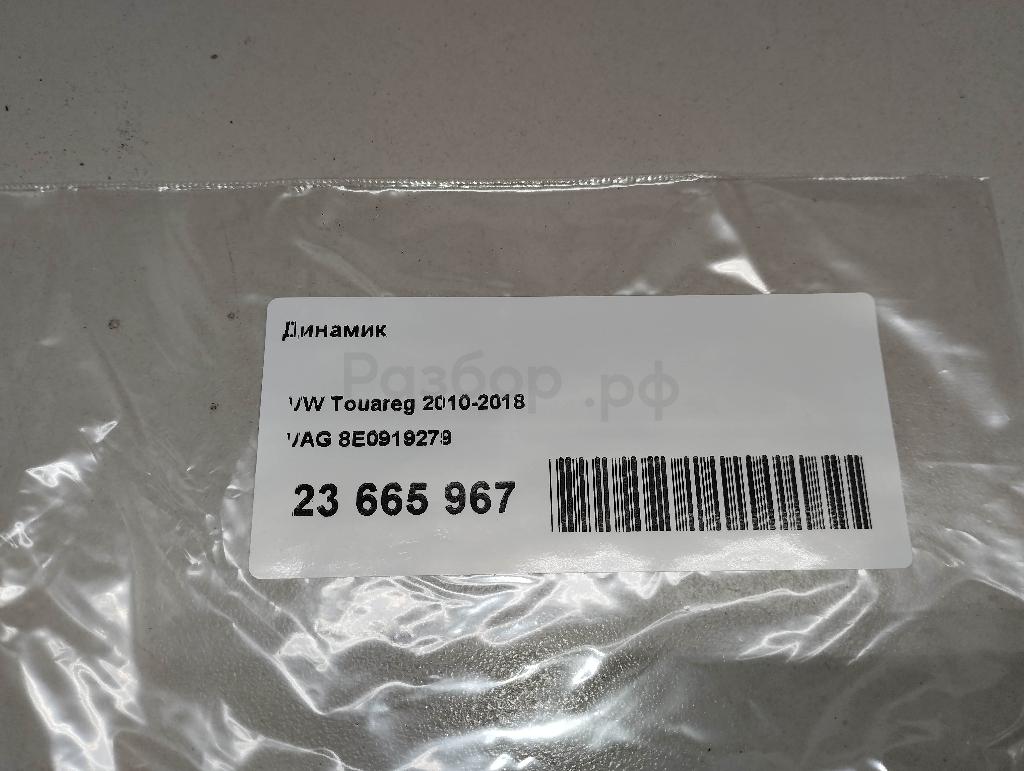 Динамик
Разбор.рф
VW Touareg 2010-2018
VAG 8E0919279
23 665 967